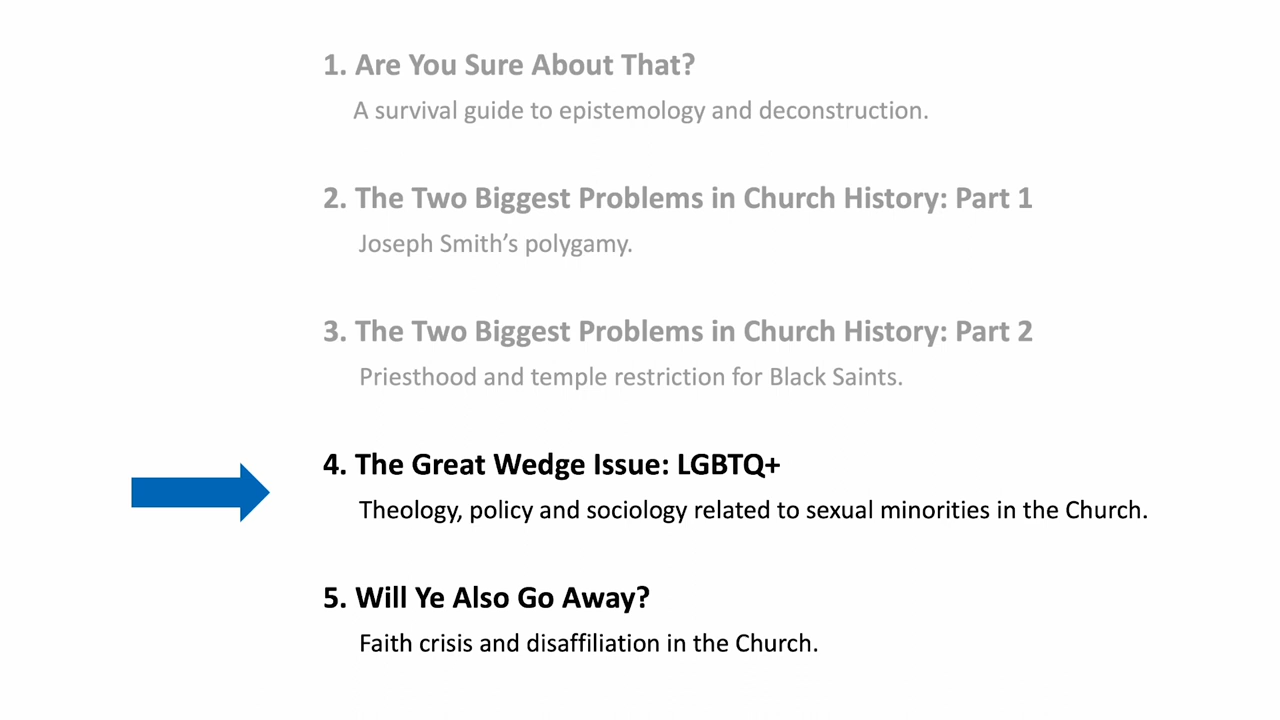 1. Are You Sure About That?
A survival guide to epistemology and deconstruction.
2. The Two Biggest Problems in Church History: Part 1
Joseph Smith’s polygamy.
3. The Two Biggest Problems in Church History: Part 2
Priesthood and temple restriction for Black Saints.
4. The Great Wedge Issue: LGBTQ+
Theology, policy and sociology related to sexual minorities in the Church.
5. Will Ye Also Go Away?
Faith crisis and disaffiliation in the Church.